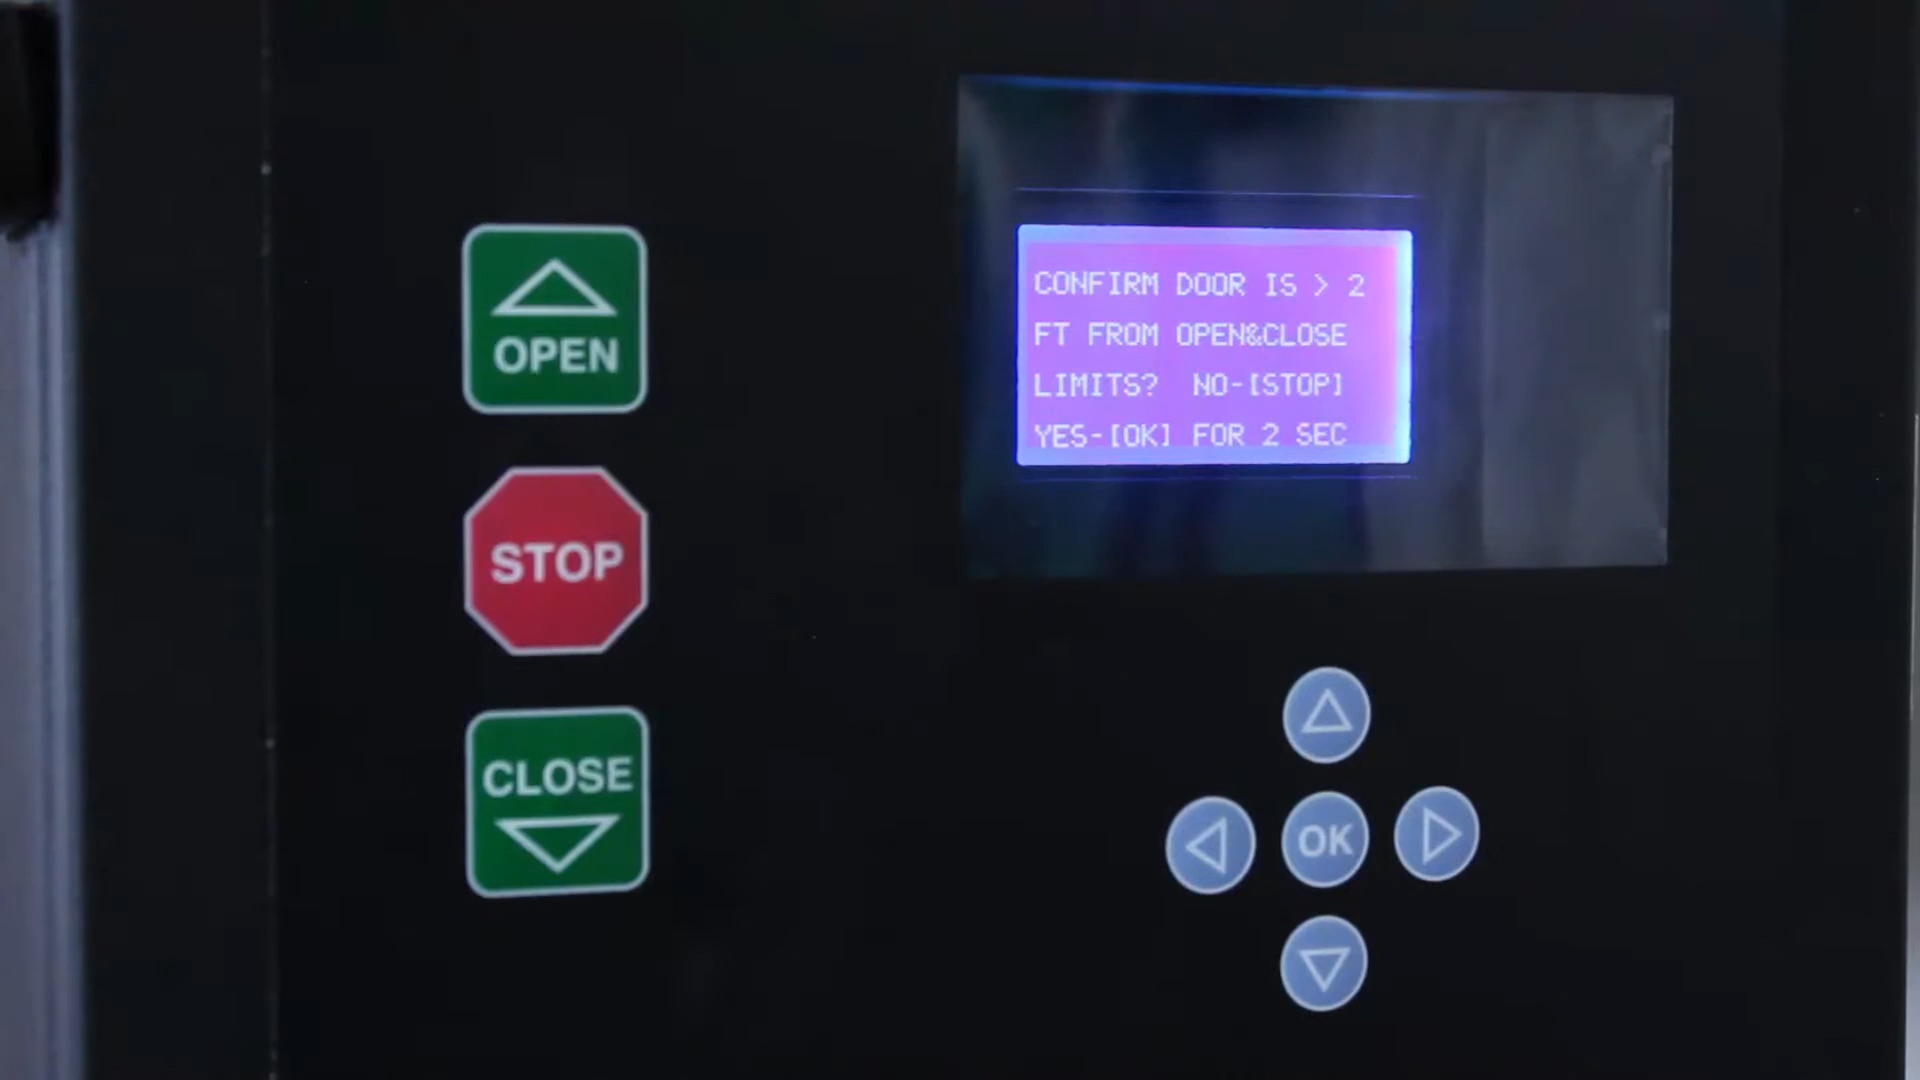 OPEN
STOP
CLOSE
CONFIRM DOOR IS > 2
FT FROM OPEN&CLOSE
LIMITS? NO-[STOP]
YES-[OK] FOR 2 SEC
OK